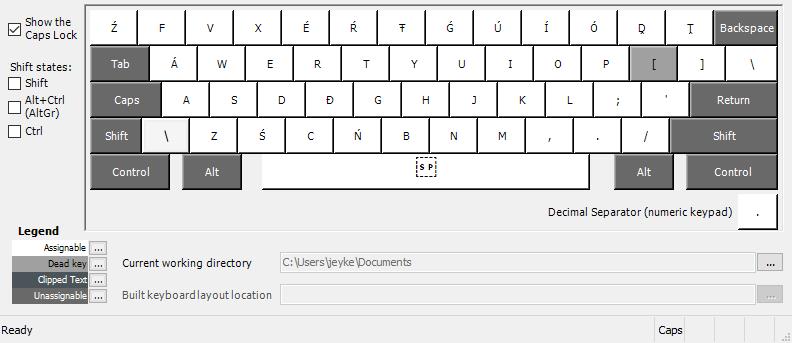 Show the
Caps Lock
Ź F V X É Ŕ Ŧ Ǵ Ú Í Ó D̦ Ț Backspace
Tab Á W E R T Y U I O P [ ] \
Shift states:
Shift
Alt+Ctrl
(AltGr)
Ctrl
Caps A S D Đ G H J K L ; ' Return
Shift \ Z Ś C Ń B N M , . / Shift
Control Alt SP Alt Control
Decimal Separator (numeric keypad) .
Legend
Assignable ...
Dead key ...
Clipped Text ...
Unassignable ...
Current working directory C:\Users\jeyke\Documents ...
Built keyboard layout location ...
Ready Caps